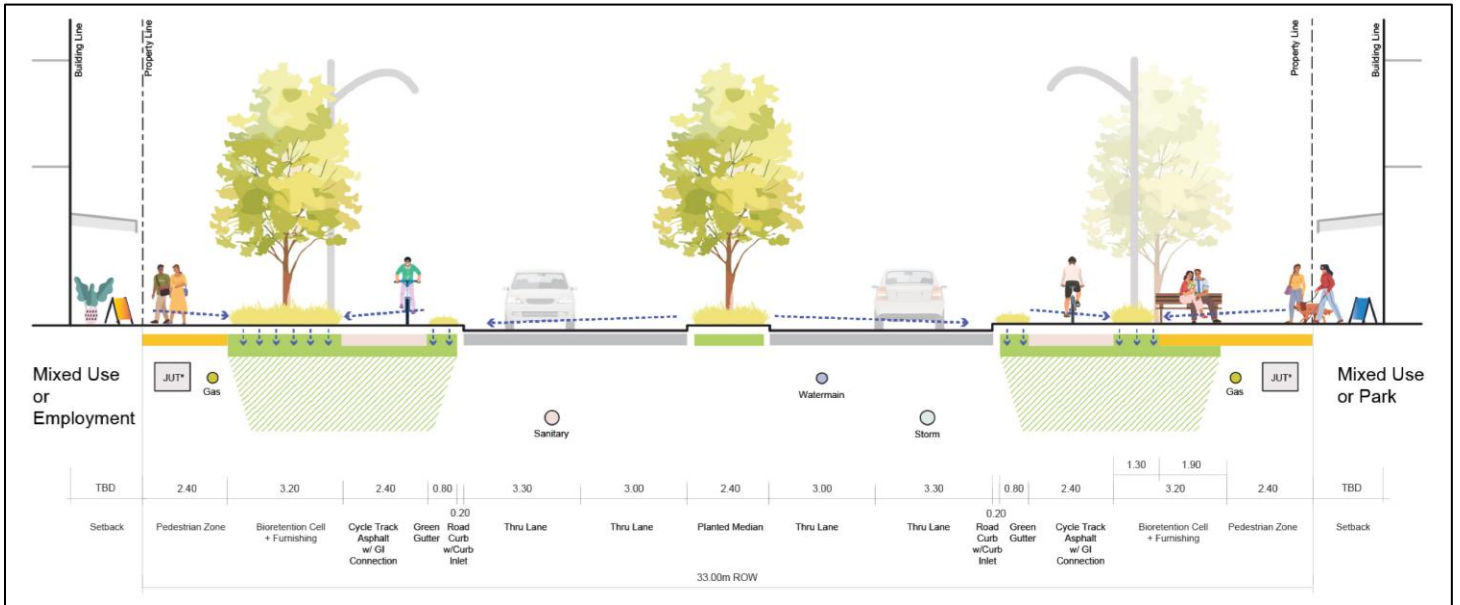 Building Line
Property Line
Property Line
Building Line
Mixed Use
or
Employment
JUT*
Gas
Sanitary
Watermain
Storm
Gas
JUT*
Mixed Use
or Park
1.30
1.90
TBD
2.40
3.20
2.40
0.80
0.20
3.30
3.00
2.40
3.00
3.30
0.20
0.80
2.40
3.20
2.40
TBD
Setback
Pedestrian Zone
Bioretention Cell
+ Furnishing
Cycle Track
Asphalt
w/ GI
Connection
Green
Gutter
Road
Curb
w/Curb
Inlet
Thru Lane
Thru Lane
Planted Median
Thru Lane
Thru Lane
Road
Curb
w/Curb
Inlet
Green
Gutter
Cycle Track
Asphalt
w/ GI
Connection
Bioretention Cell
+ Furnishing
Pedestrian Zone
Setback
33.00m ROW